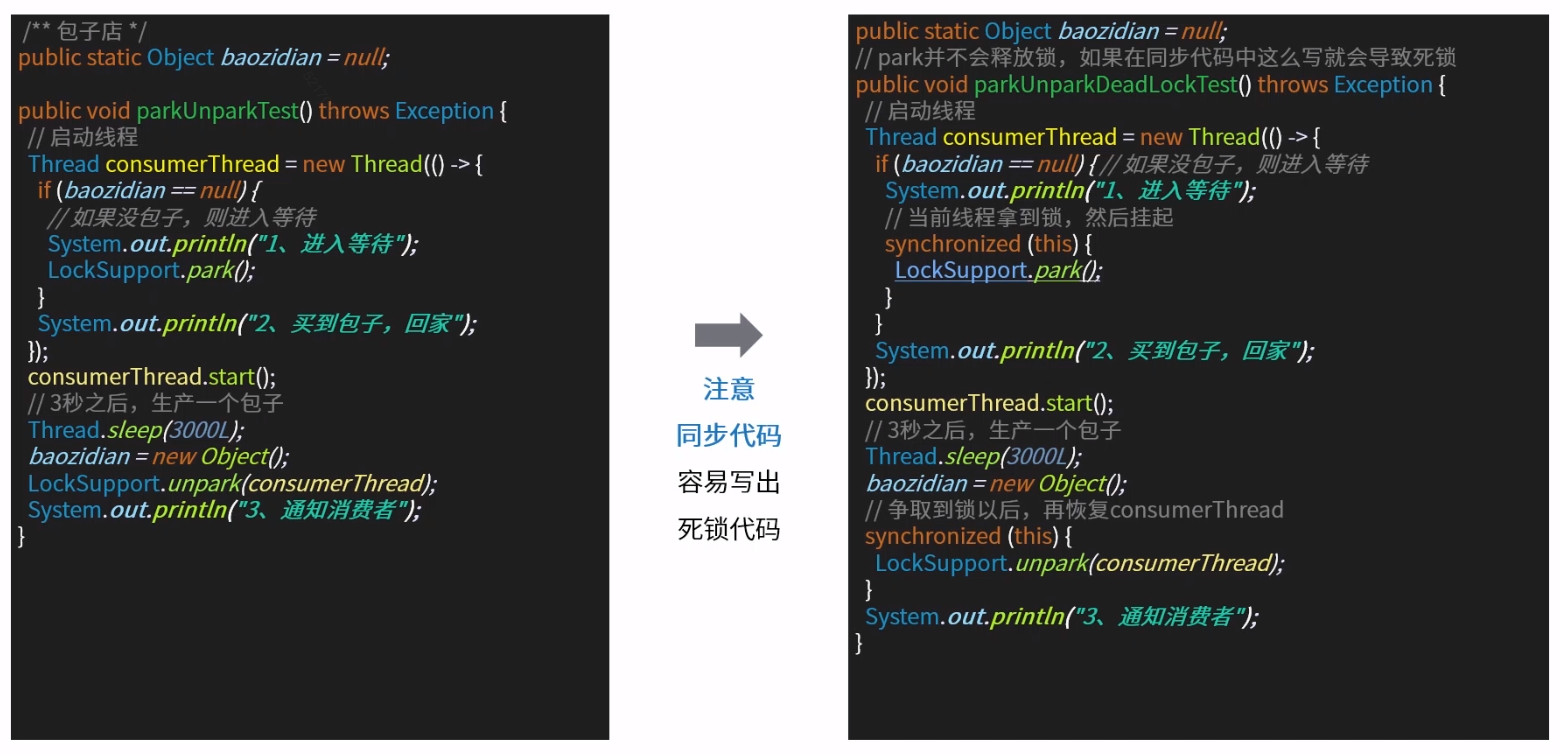 /** 包子店 */
public static Object baozidian = null;
public void parkUnparkTest() throws Exception {
// 启动线程
Thread consumerThread = new Thread(() -> {
if (baozidian == null) {
// 如果没包子，则进入等待
System.out.println("1、进入等待");
LockSupport.park();
}
System.out.println("2、买到包子，回家");
});
consumerThread.start();
// 3秒之后，生产一个包子
Thread.sleep(3000L);
baozidian = new Object();
LockSupport.unpark(consumerThread);
System.out.println("3、通知消费者");
}
注意
同步代码
容易写出
死锁代码
public static Object baozidian = null;
// park并不会释放锁，如果在同步代码中这么写就会导致死锁
public void parkUnparkDeadLockTest() throws Exception {
// 启动线程
Thread consumerThread = new Thread(() -> {
if (baozidian == null) { // 如果没包子，则进入等待
System.out.println("1、进入等待");
// 当前线程拿到锁，然后挂起
synchronized (this) {
LockSupport.park();
}
}
System.out.println("2、买到包子，回家");
});
consumerThread.start();
// 3秒之后，生产一个包子
Thread.sleep(3000L);
baozidian = new Object();
// 争取到锁以后，再恢复consumerThread
synchronized (this) {
LockSupport.unpark(consumerThread);
}
System.out.println("3、通知消费者");
}